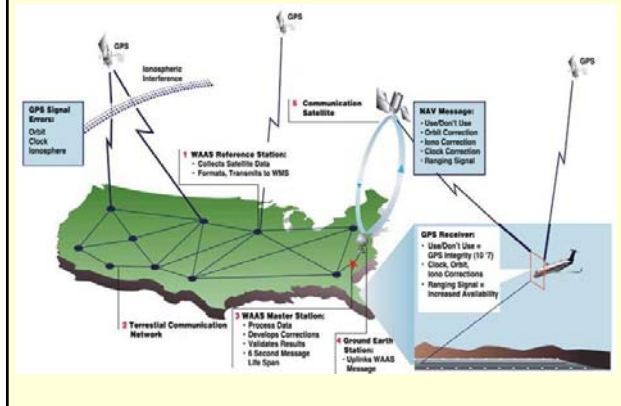 GPS
GPS
GPS
Ionospheric
Interference
GPS Signal
Errors:
Orbit
Clock
Ionosphere
5 Communication
Satellite
NAV Message:
• Use/Don't Use
• Orbit Correction
• Iono Correction
• Clock Correction
• Ranging Signal
1 WAAS Reference Station:
• Collects Satellite Data
• Formats, Transmits to WMS
GPS Receiver:
• Use/Don't Use =
GPS Integrity (10⁻7)
• Clock, Orbit,
Iono Corrections
• Ranging Signal =
Increased Availability
2 Terrestial Communication
Network
3 WAAS Master Station:
• Process Data
• Develops Corrections
• Validates Results
• 6 Second Message
Life Span
4 Ground Earth
Station:
• Uplinks WAAS
Message